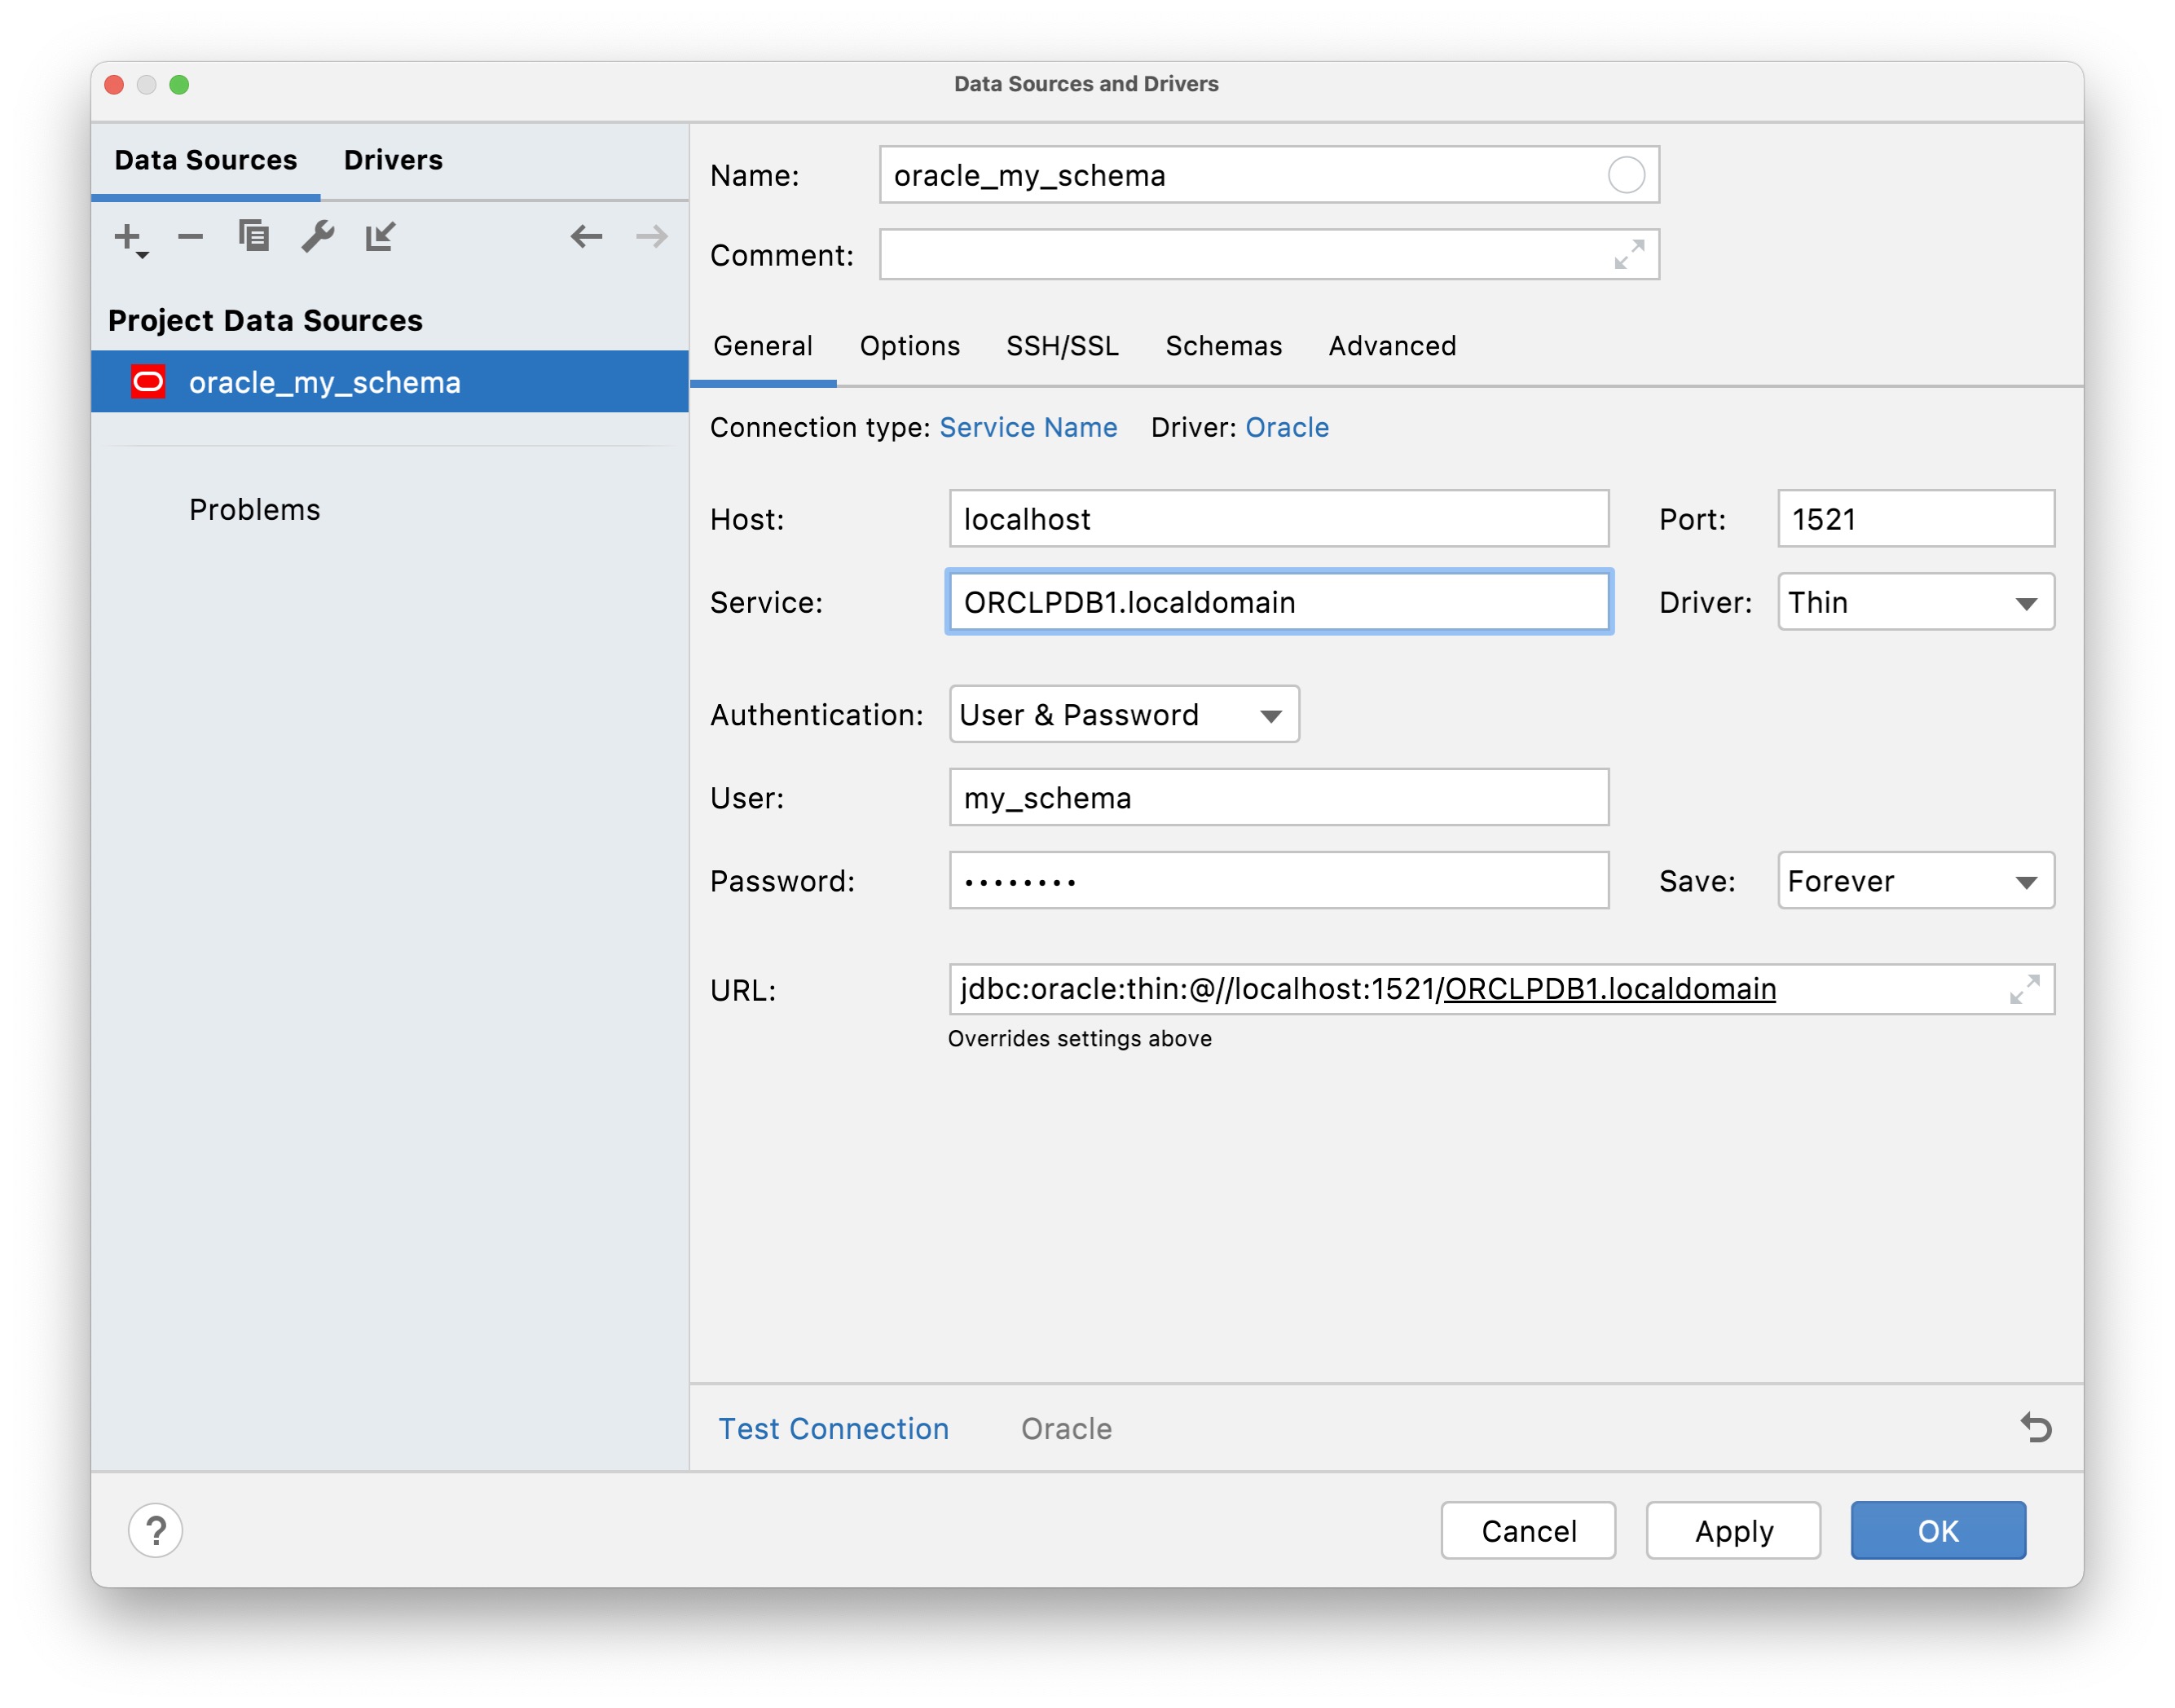 Data Sources and Drivers
Data Sources Drivers
Project Data Sources
oracle_my_schema
Problems
Name: oracle_my_schema
Comment:
General Options SSH/SSL Schemas Advanced
Connection type: Service Name Driver: Oracle
Host: localhost Port: 1521
Service: ORCLPDB1.localdomain Driver: Thin
Authentication: User & Password
User: my_schema
Password: •••••••• Save: Forever
URL: jdbc:oracle:thin:@//localhost:1521/ORCLPDB1.localdomain
Overrides settings above
Test Connection Oracle
? Cancel Apply OK